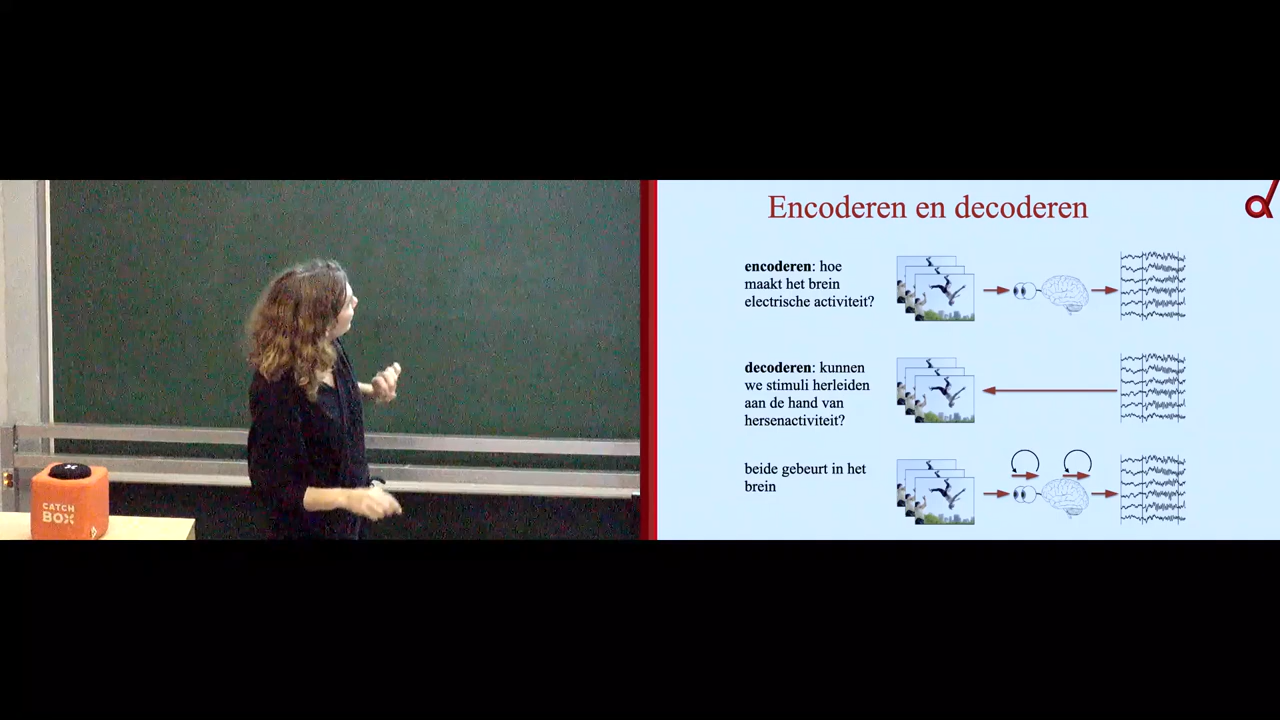 Encoderen en decoderen
encoderen: hoe
maakt het brein
electrische activiteit?
decoderen: kunnen
we stimuli herleiden
aan de hand van
hersenactiviteit?
beide gebeurt in het
brein
CATCH
BOX